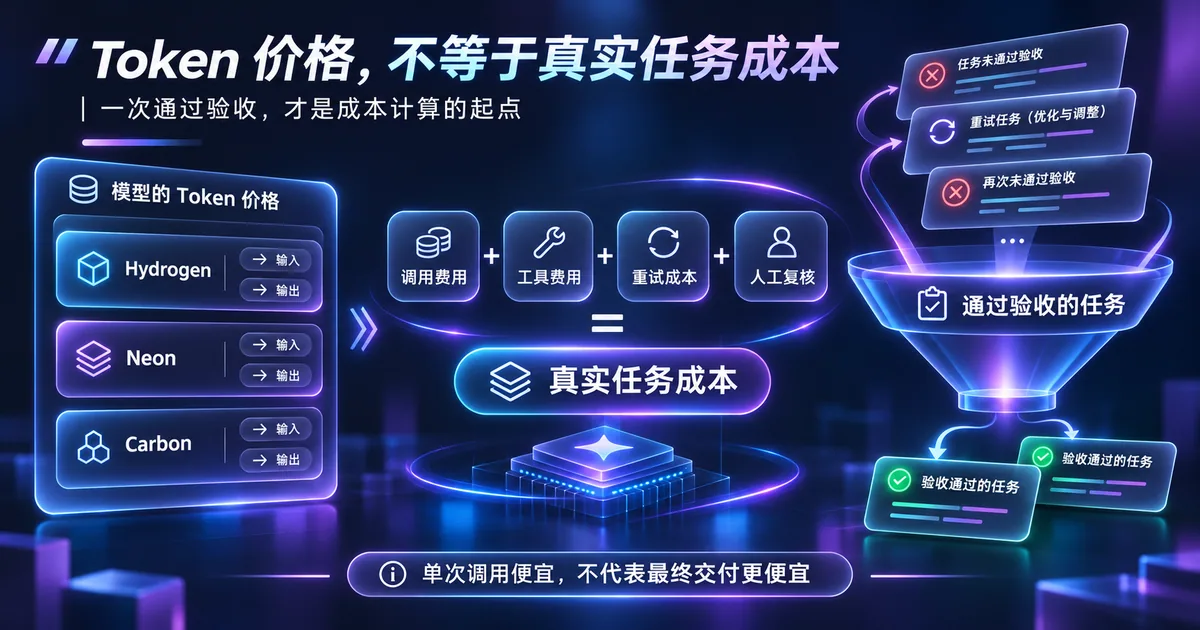 Token 价格，不等于真实任务成本
一次通过验收，才是成本计算的起点
模型的 Token 价格
Hydrogen
→ 输入
→ 输出
Neon
→ 输入
→ 输出
Carbon
→ 输入
→ 输出
调用费用 + 工具费用 + 重试成本 + 人工复核
=
真实任务成本
任务未通过验收
重试任务（优化与调整）
再次未通过验收
...
通过验收的任务
验收通过的任务
验收通过的任务
单次调用便宜，不代表最终交付更便宜